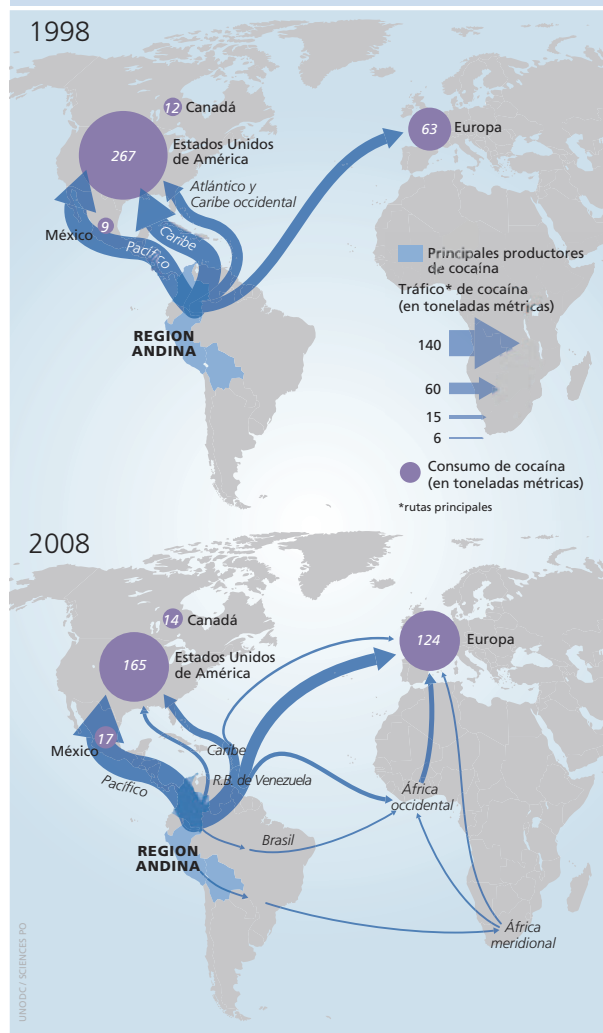 1998
12 Canadá
Estados Unidos
de América
267
63 Europa
Atlántico y
Caribe occidental
México 9
Caribe
Pacífico
REGION
ANDINA
Principales productores
de cocaína
Tráfico* de cocaína
(en toneladas métricas)
140
60
15
6
Consumo de cocaína
(en toneladas métricas)
*rutas principales
2008
14 Canadá
Estados Unidos
de América
165
124 Europa
México 17
Caribe
R.B. de Venezuela
Pacífico
África
occidental
Brasil
REGION
ANDINA
África
meridional
UNODC / SCIENCES PO